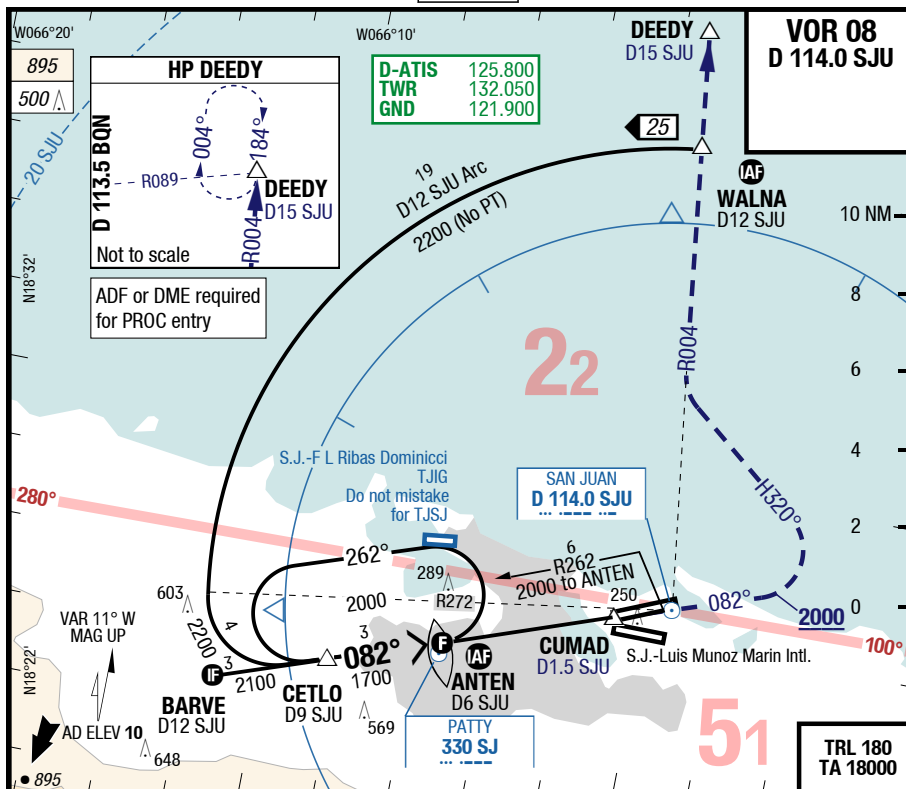 W066°20'
W066°10'
DEEDY
D15 SJU
VOR 08
D 114.0 SJU
895
500
20 SJU
HP DEEDY
D 113.5 BQN
004°
184°
R089
DEEDY
D15 SJU
R004
Not to scale
D-ATIS 125.800
TWR 132.050
GND 121.900
25
19
D12 SJU Arc
2200 (No PT)
IAF
WALNA
D12 SJU
10 NM
8
6
4
2
0
N18°32'
ADF or DME required
for PROC entry
22
R004
S.J.-F L Ribas Dominicci
TJIG
Do not mistake
for TJSJ
SAN JUAN
D 114.0 SJU
H320°
280°
262°
6
R262
2000 to ANTEN
289
R272
250
082°
2000
603
2000
VAR 11° W
MAG UP
2200
4
3
3
082°
F
IAF
CUMAD
D1.5 SJU
S.J.-Luis Munoz Marin Intl.
100°
N18°22'
IF
2100
1700
BARVE
D12 SJU
CETLO
D9 SJU
ANTEN
D6 SJU
AD ELEV 10
569
PATTY
330 SJ
51
648
895
TRL 180
TA 18000